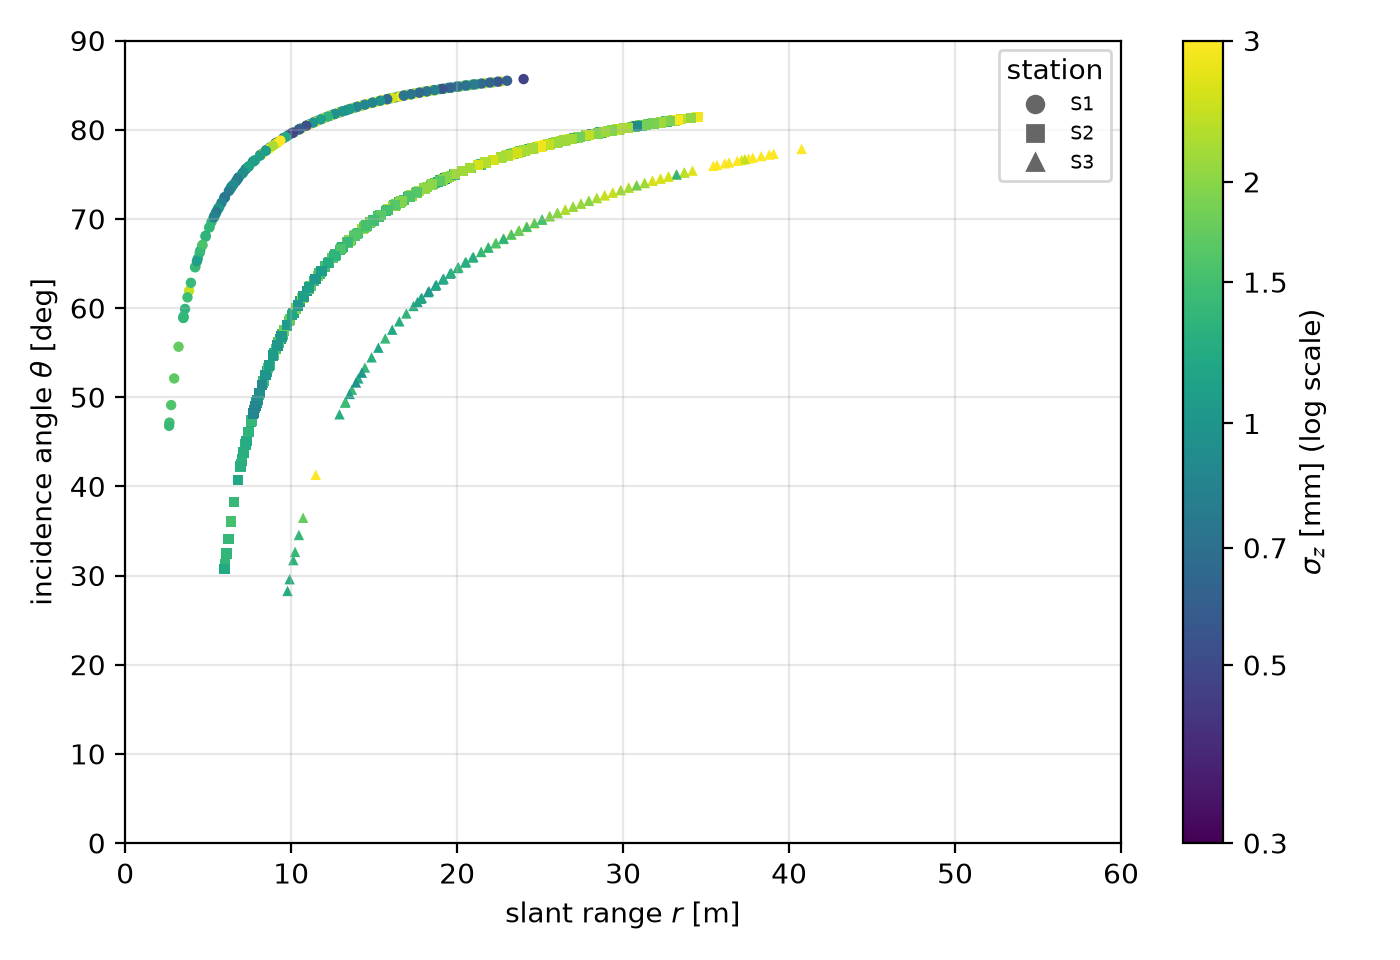 90
80
70
60
50
40
30
20
10
0
incidence angle θ [deg]
0 10 20 30 40 50 60
slant range r [m]
station
S1
S2
S3
3
2
1.5
1
0.7
0.5
0.3
σz [mm] (log scale)